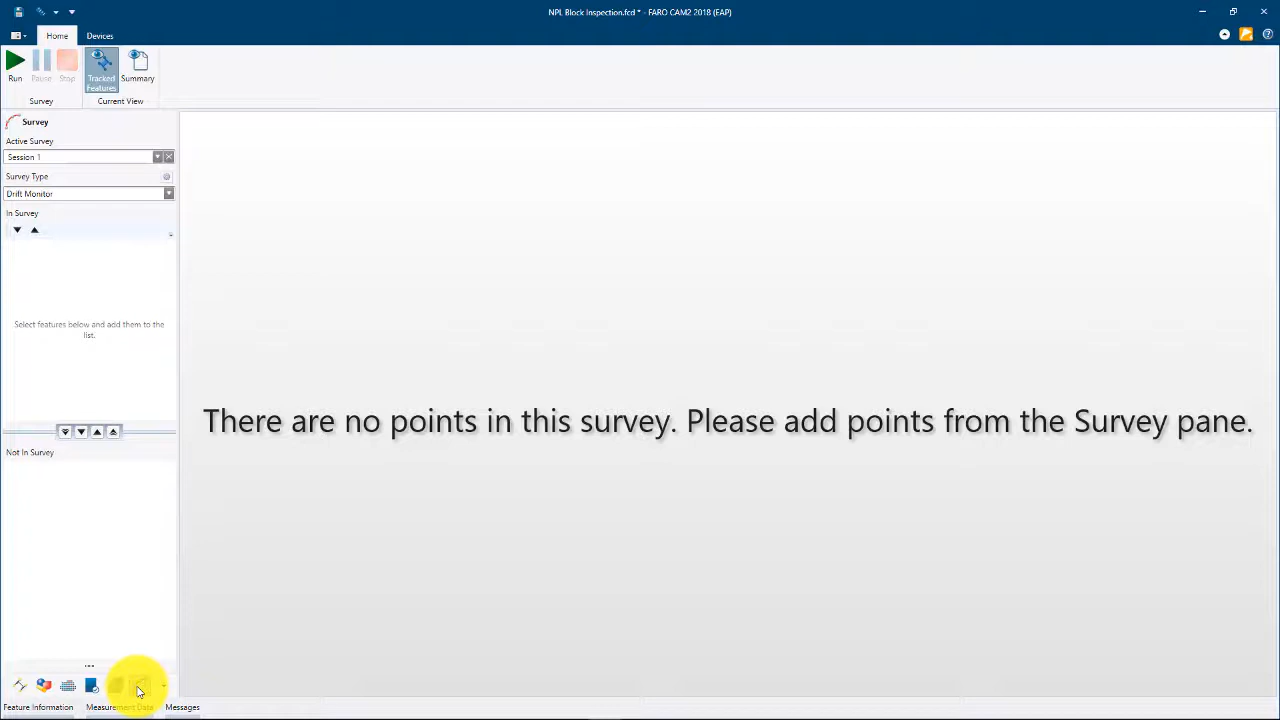 NPL Block Inspection.fcd * - FARO CAM2 2018 (EAP)
Home
Devices
Run
Pause
Stop
Tracked
Features
Summary
Survey
Current View
Survey
Active Survey
Session 1
Survey Type
Drift Monitor
In Survey
Select features below and add them to the
list.
There are no points in this survey. Please add points from the Survey pane.
Not In Survey
Feature Information
Measurement Data
Messages